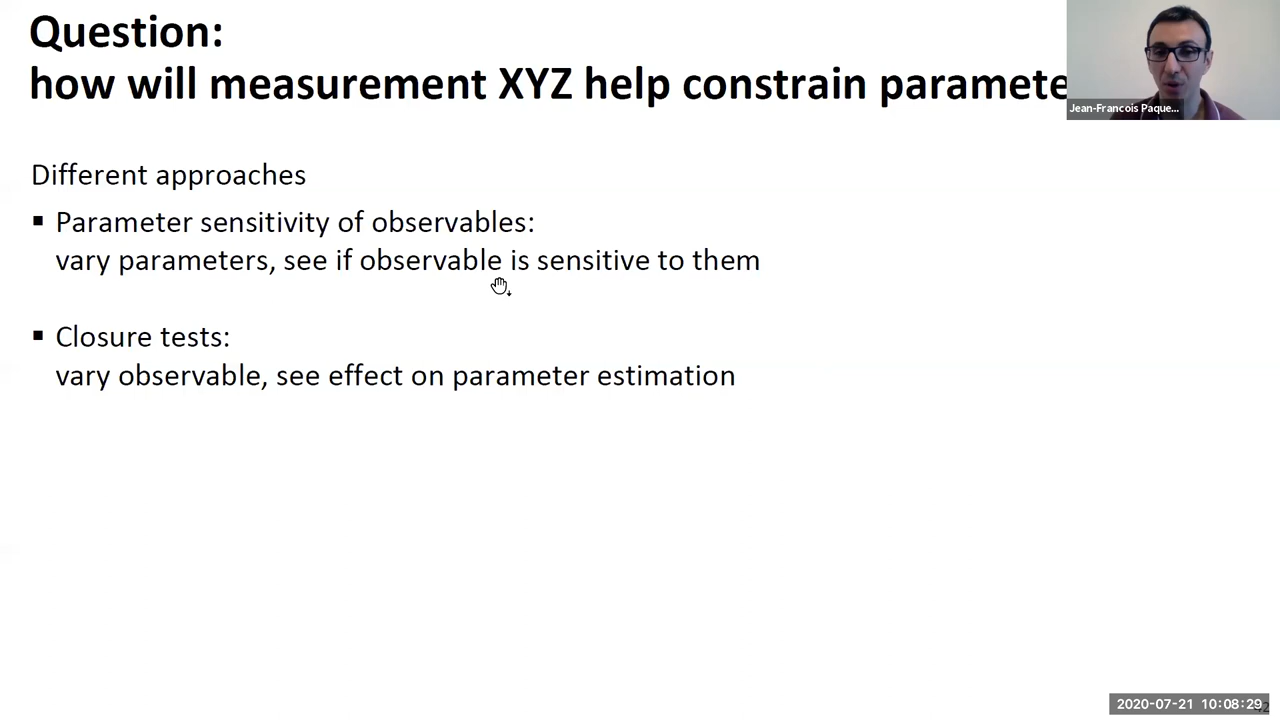 Question:
how will measurement XYZ help constrain paramete
Jean-Francois Paque...
Different approaches
▪ Parameter sensitivity of observables:
vary parameters, see if observable is sensitive to them
▪ Closure tests:
vary observable, see effect on parameter estimation
2020-07-21 10:08:29